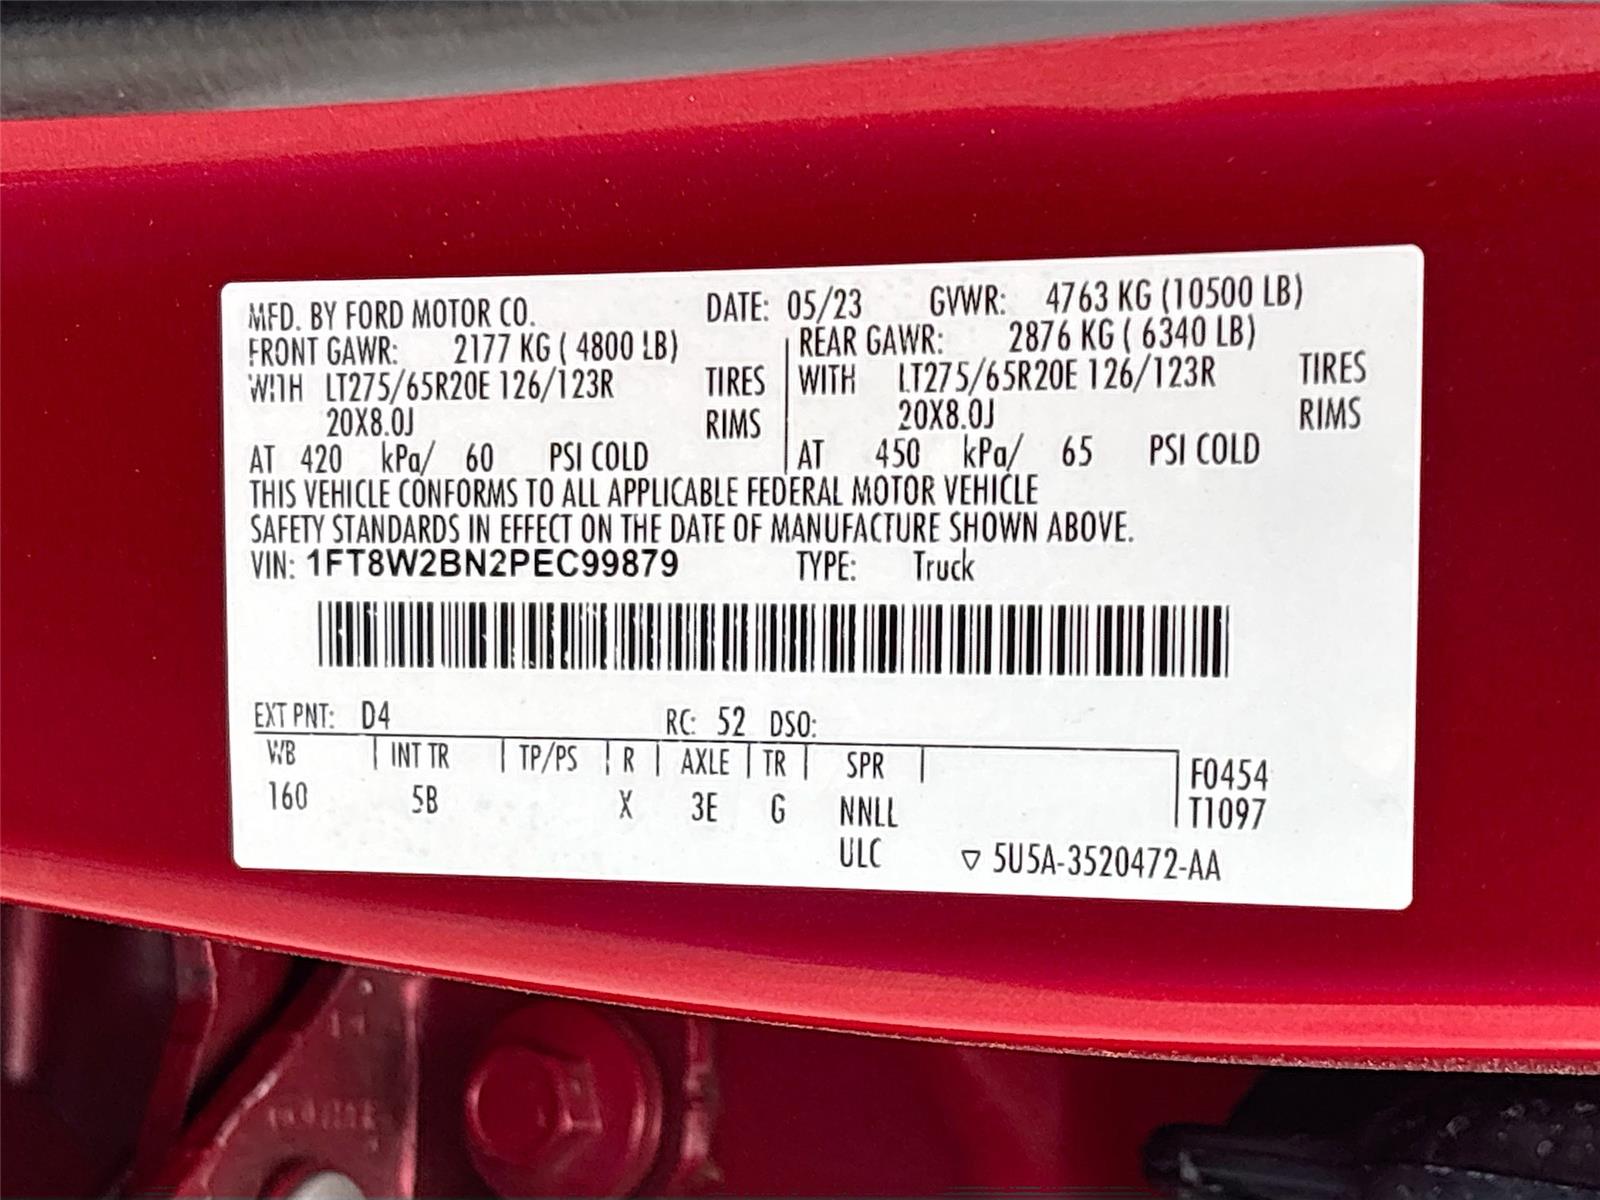 MFD. BY FORD MOTOR CO. DATE: 05/23 GVWR: 4763 KG (10500 LB)
FRONT GAWR: 2177 KG ( 4800 LB) REAR GAWR: 2876 KG ( 6340 LB)
WITH LT275/65R20E 126/123R TIRES WITH LT275/65R20E 126/123R TIRES
20X8.0J RIMS 20X8.0J RIMS
AT 420 kPa/ 60 PSI COLD AT 450 kPa/ 65 PSI COLD
THIS VEHICLE CONFORMS TO ALL APPLICABLE FEDERAL MOTOR VEHICLE
SAFETY STANDARDS IN EFFECT ON THE DATE OF MANUFACTURE SHOWN ABOVE.
VIN: 1FT8W2BN2PEC99879 TYPE: Truck
EXT PNT: D4 RC: 52 DSO:
WB INT TR TP/PS R AXLE TR SPR F0454
160 5B X 3E G NNLL T1097
ULC ▽ 5U5A-3520472-AA